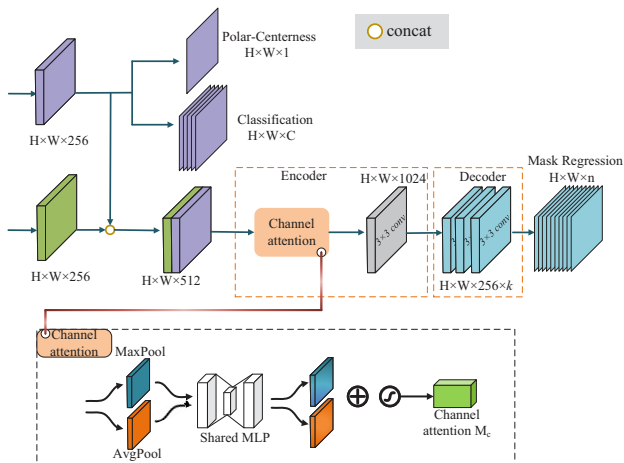 Polar-Centerness
H×W×1
concat
Classification
H×W×C
H×W×256
Encoder
H×W×1024
Decoder
Mask Regression
H×W×n
Channel
attention
3×3 conv
3×3 conv
H×W×256
H×W×512
H×W×256×k
Channel
attention
MaxPool
AvgPool
Shared MLP
Channel
attention Mc